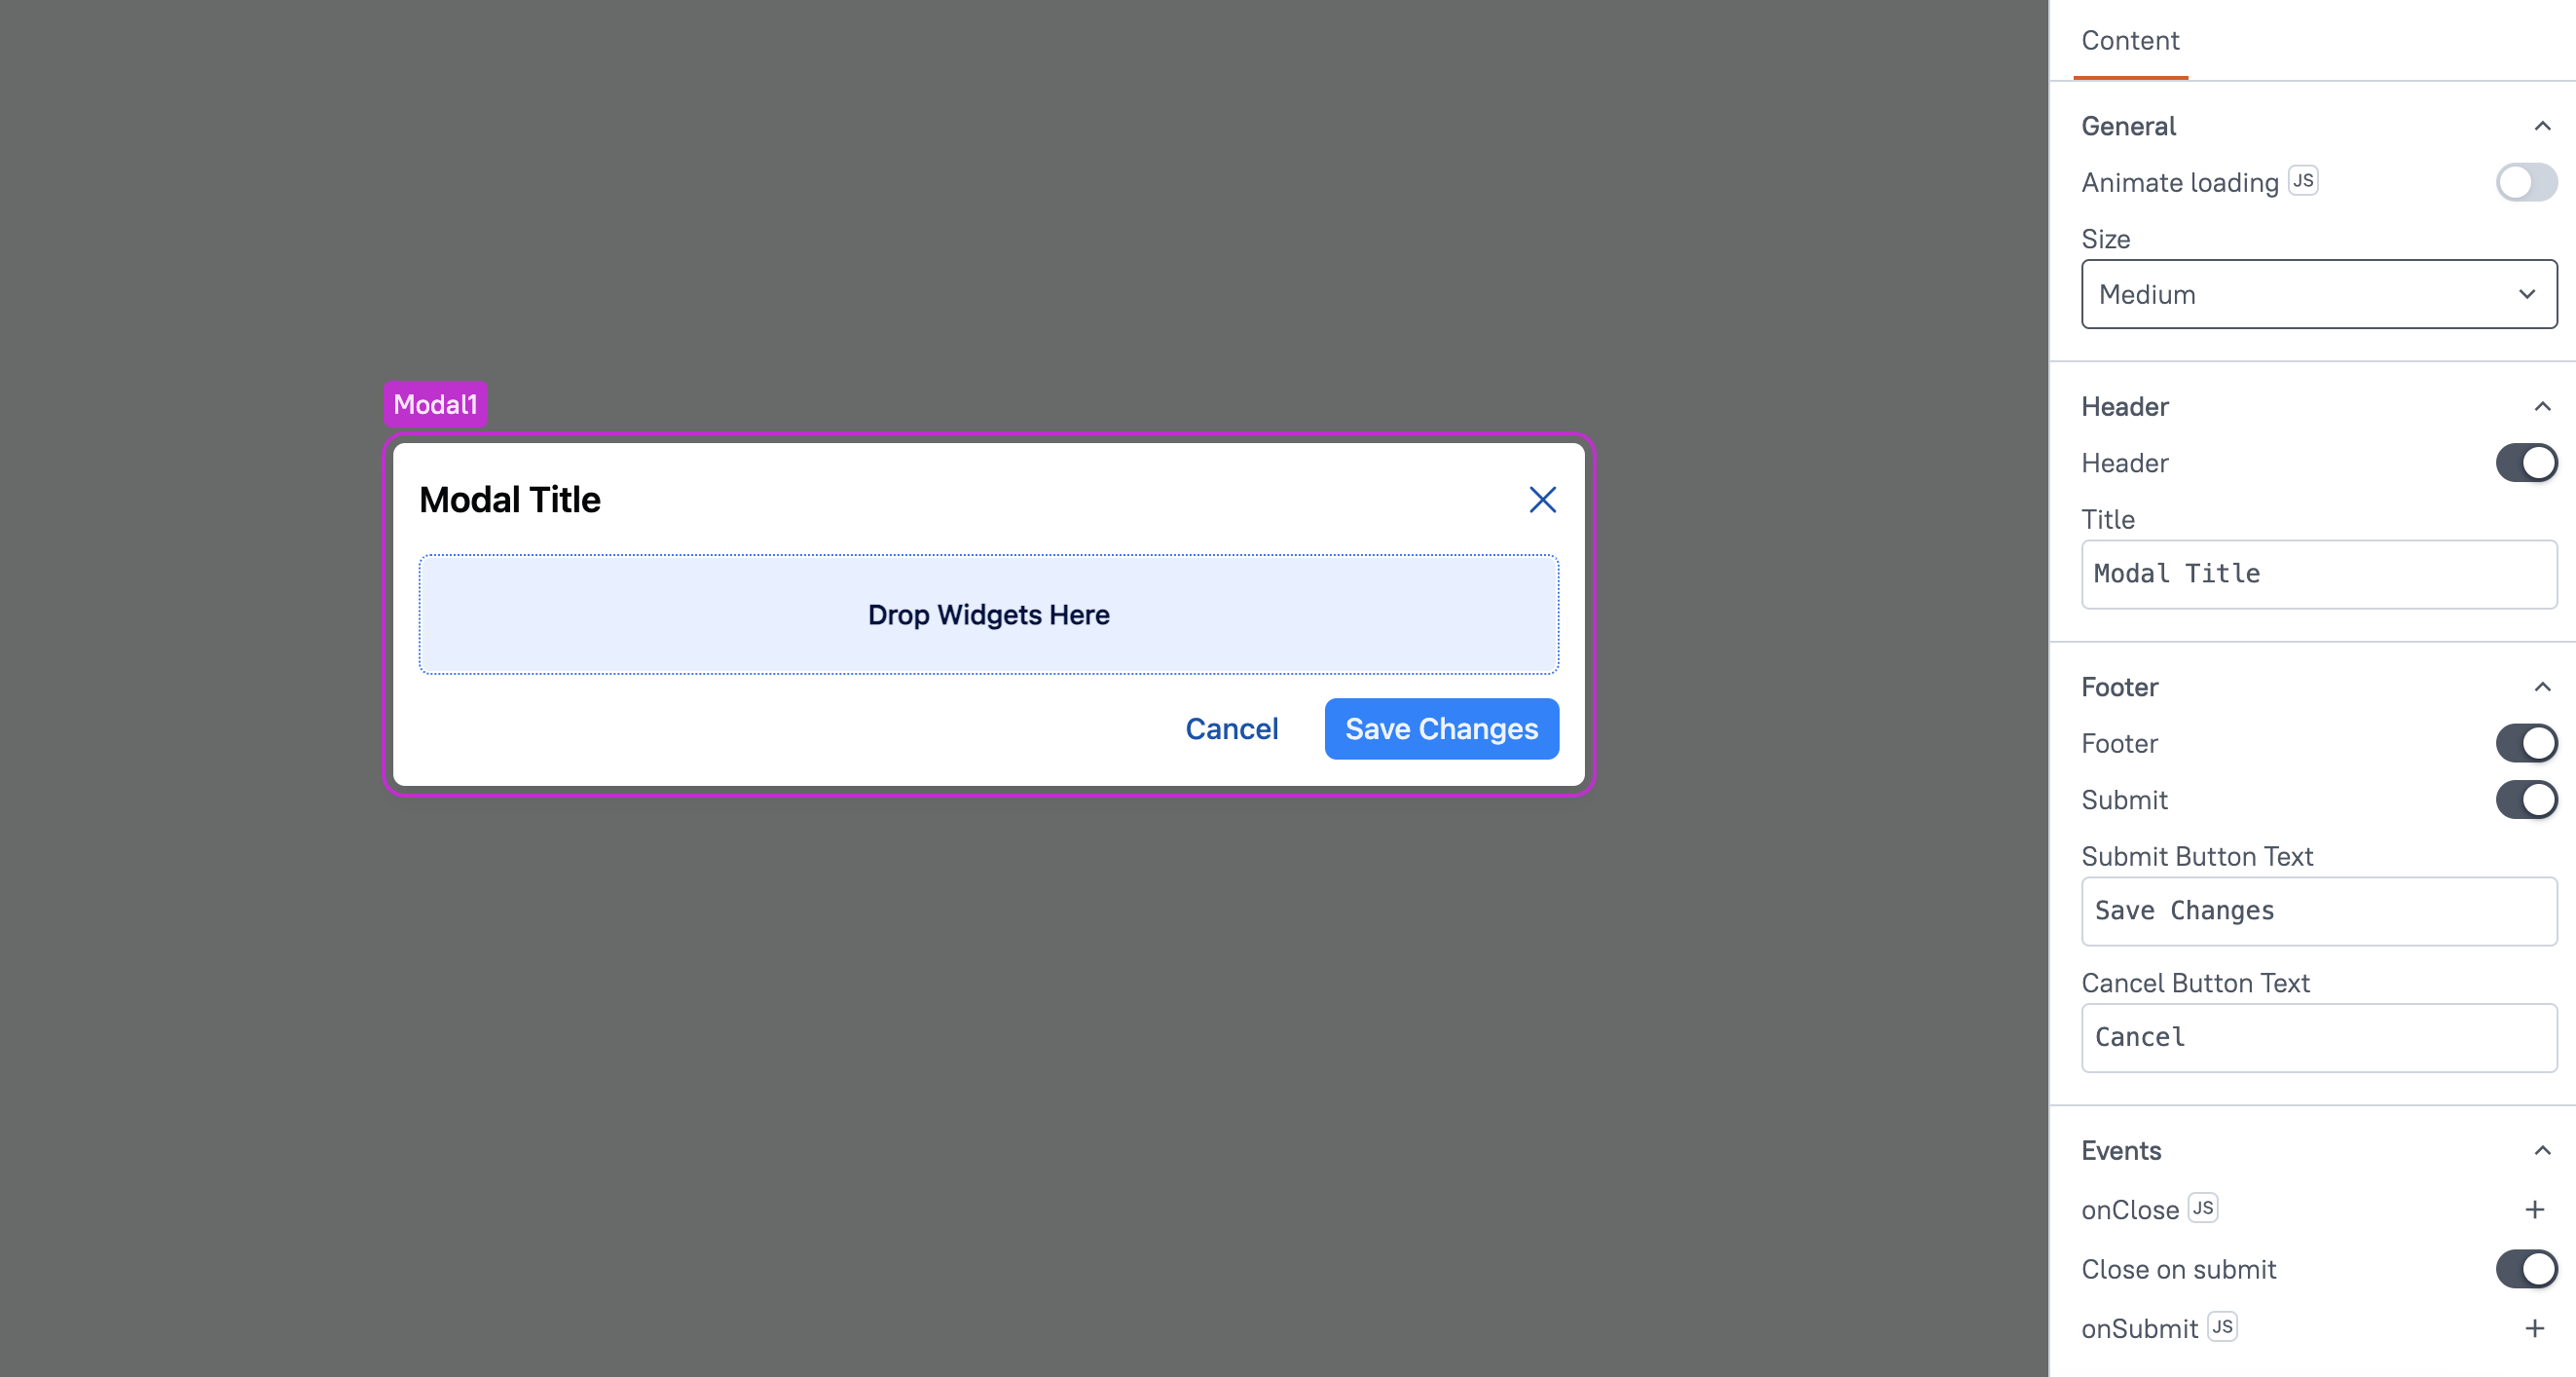 Modal1
Modal Title
Drop Widgets Here
Cancel
Save Changes
Content
General
Animate loading JS
Size
Medium
Header
Header
Title
Modal Title
Footer
Footer
Submit
Submit Button Text
Save Changes
Cancel Button Text
Cancel
Events
onClose JS
Close on submit
onSubmit JS